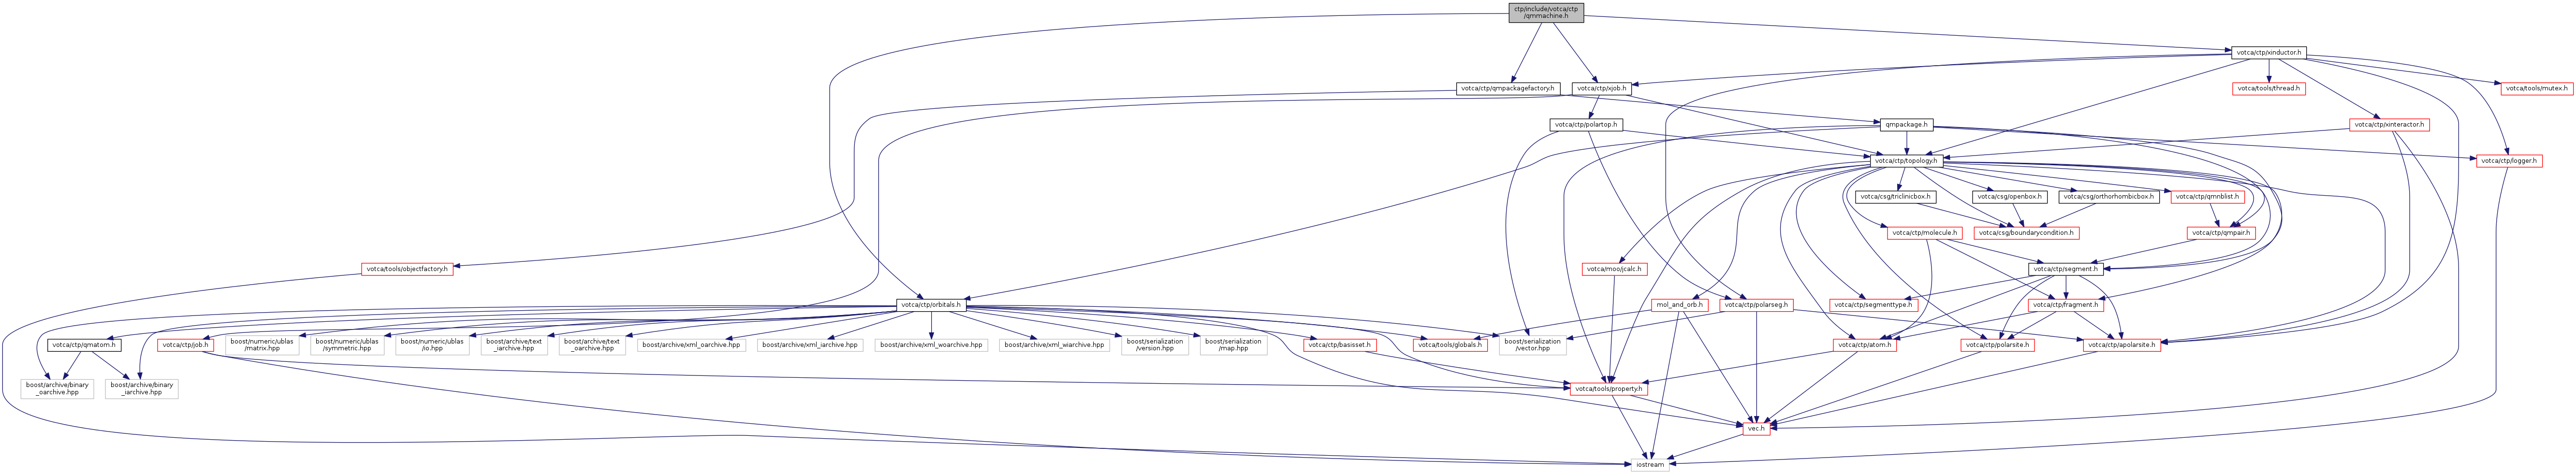 ctp/include/votca/ctp
/qmmachine.h
votca/ctp/xinductor.h
votca/ctp/qmpackagefactory.h
votca/ctp/xjob.h
votca/tools/thread.h
votca/tools/mutex.h
votca/ctp/polartop.h
qmpackage.h
votca/ctp/xinteractor.h
votca/ctp/topology.h
votca/ctp/logger.h
votca/csg/triclinicbox.h
votca/csg/openbox.h
votca/csg/orthorhombicbox.h
votca/ctp/qmnblist.h
votca/ctp/molecule.h
votca/csg/boundarycondition.h
votca/ctp/qmpair.h
votca/tools/objectfactory.h
votca/moo/jcalc.h
votca/ctp/segment.h
votca/ctp/orbitals.h
mol_and_orb.h
votca/ctp/polarseg.h
votca/ctp/segmenttype.h
votca/ctp/fragment.h
votca/ctp/qmatom.h
votca/ctp/job.h
boost/numeric/ublas
/matrix.hpp
boost/numeric/ublas
/symmetric.hpp
boost/numeric/ublas
/io.hpp
boost/archive/text
_iarchive.hpp
boost/archive/text
_oarchive.hpp
boost/archive/xml_oarchive.hpp
boost/archive/xml_iarchive.hpp
boost/archive/xml_woarchive.hpp
boost/archive/xml_wiarchive.hpp
boost/serialization
/version.hpp
boost/serialization
/map.hpp
votca/ctp/basisset.h
votca/tools/globals.h
boost/serialization
/vector.hpp
votca/ctp/atom.h
votca/ctp/polarsite.h
votca/ctp/apolarsite.h
boost/archive/binary
_oarchive.hpp
boost/archive/binary
_iarchive.hpp
votca/tools/property.h
vec.h
iostream